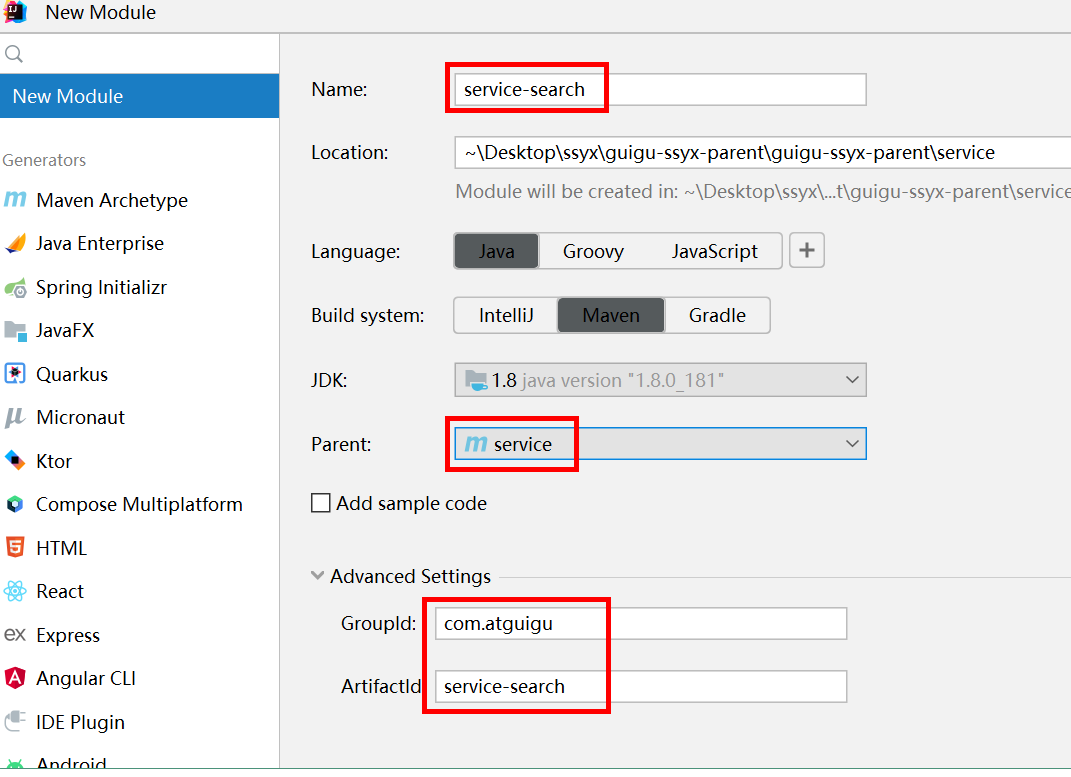 New Module
New Module
Generators
Maven Archetype
Java Enterprise
Spring Initializr
JavaFX
Quarkus
Micronaut
Ktor
Compose Multiplatform
HTML
React
Express
Angular CLI
IDE Plugin
Android
Name: service-search
Location: ~\Desktop\ssyx\guigu-ssyx-parent\guigu-ssyx-parent\service
Module will be created in: ~\Desktop\ssyx\...t\guigu-ssyx-parent\service
Language: Java Groovy JavaScript +
Build system: IntelliJ Maven Gradle
JDK: 1.8 java version "1.8.0_181"
Parent: m service
Add sample code
Advanced Settings
GroupId: com.atguigu
ArtifactId service-search